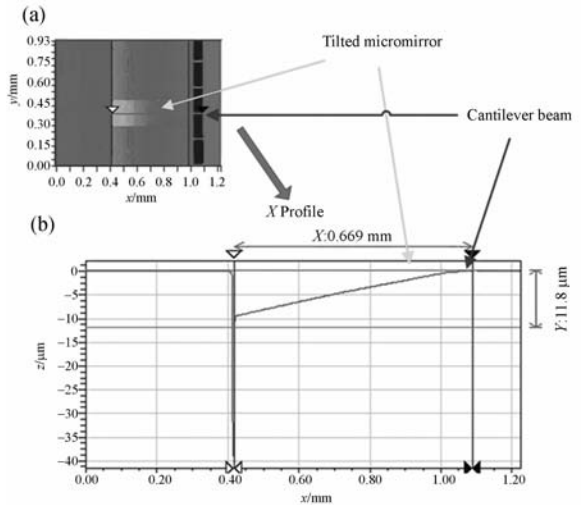 (a)
Tilted micromirror
0.93
0.75
0.60
0.45
0.30
0.15
0.00
y/mm
0.0 0.2 0.4 0.6 0.8 1.0 1.2
x/mm
Cantilever beam
X Profile
(b)
X:0.669 mm
0
−5
−10
−15
−20
−25
−30
−35
−40
z/μm
Y:11.8 μm
0.00 0.20 0.40 0.60 0.80 1.00 1.20
x/mm